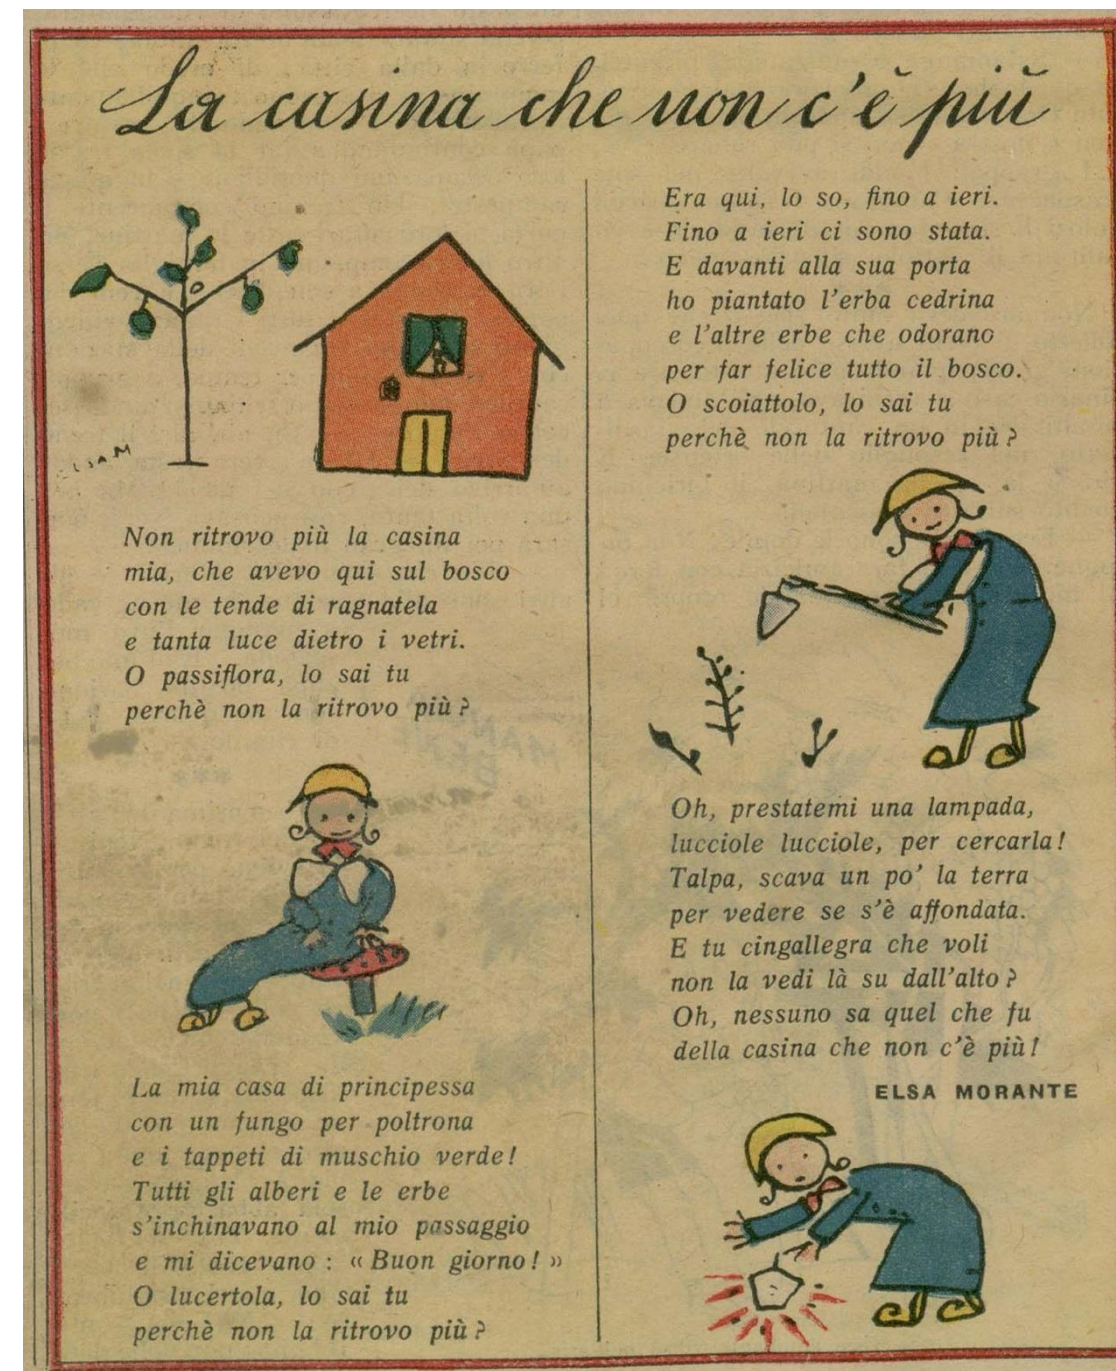 La casina che non c'è più
Non ritrovo più la casina
mia, che avevo qui sul bosco
con le tende di ragnatela
e tanta luce dietro i vetri.
O passiflora, lo sai tu
perchè non la ritrovo più?
La mia casa di principessa
con un fungo per poltrona
e i tappeti di muschio verde!
Tutti gli alberi e le erbe
s'inchinavano al mio passaggio
e mi dicevano : « Buon giorno! »
O lucertola, lo sai tu
perchè non la ritrovo più?
Era qui, lo so, fino a ieri.
Fino a ieri ci sono stata.
E davanti alla sua porta
ho piantato l'erba cedrina
e l'altre erbe che odorano
per far felice tutto il bosco.
O scoiattolo, lo sai tu
perchè non la ritrovo più?
Oh, prestatemi una lampada,
lucciole lucciole, per cercarla!
Talpa, scava un po' la terra
per vedere se s'è affondata.
E tu cingallegra che voli
non la vedi là su dall'alto?
Oh, nessuno sa quel che fu
della casina che non c'è più!
ELSA MORANTE